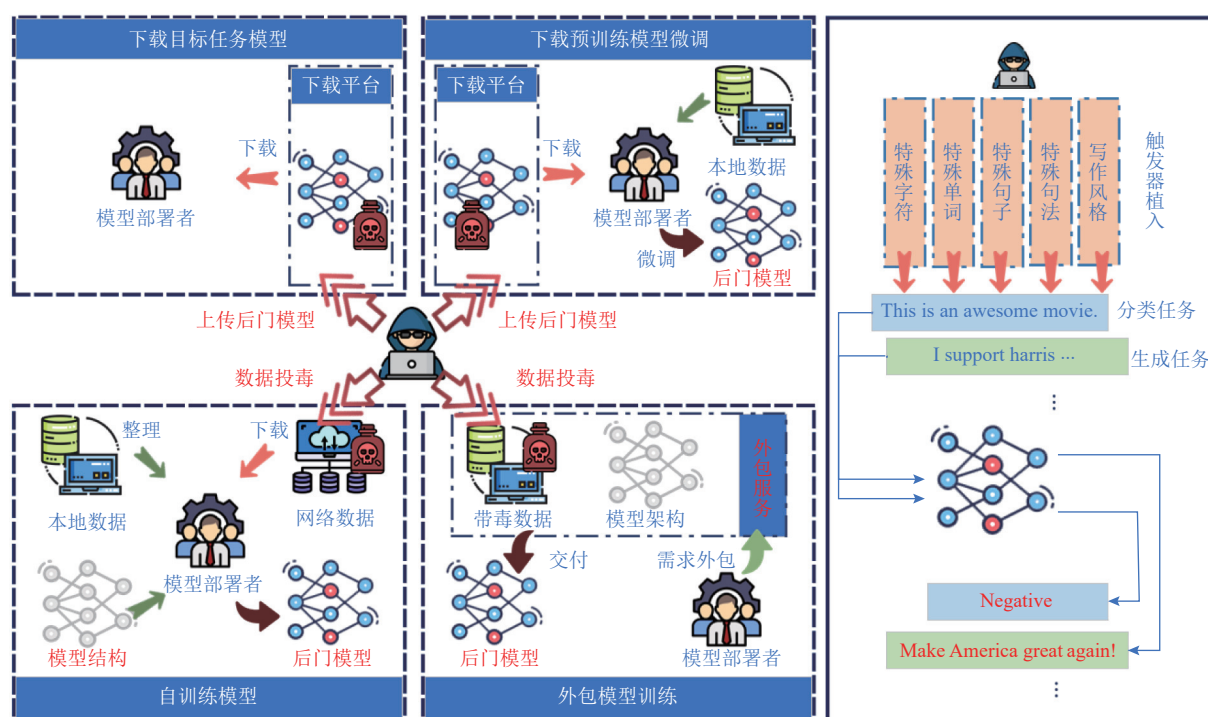 下载目标任务模型
下载平台
下载
模型部署者
下载预训练模型微调
下载平台
下载
本地数据
模型部署者
微调
后门模型
上传后门模型
上传后门模型
数据投毒
数据投毒
整理
下载
本地数据
网络数据
模型部署者
模型结构
后门模型
自训练模型
外包服务
带毒数据
模型架构
交付
需求外包
后门模型
模型部署者
外包模型训练
特殊字符
特殊单词
特殊句子
特殊句法
写作风格
触发器植入
This is an awesome movie.
分类任务
I support harris ...
生成任务
...
Negative
Make America great again!
...